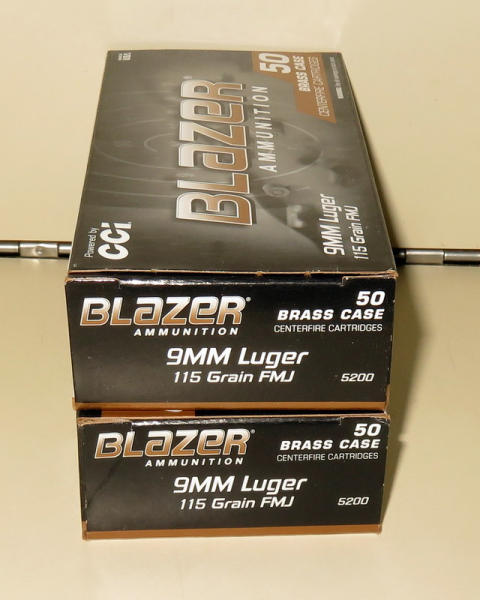 50
BRASS CASE
CENTERFIRE CARTRIDGES
BLazeR
AMMUNITION
Powered by
CCI
9MM Luger
115 Grain FMJ
BLazeR®
AMMUNITION
50
BRASS CASE
CENTERFIRE CARTRIDGES
9MM Luger
115 Grain FMJ
5200
BLazeR®
AMMUNITION
50
BRASS CASE
CENTERFIRE CARTRIDGES
9MM Luger
115 Grain FMJ
5200